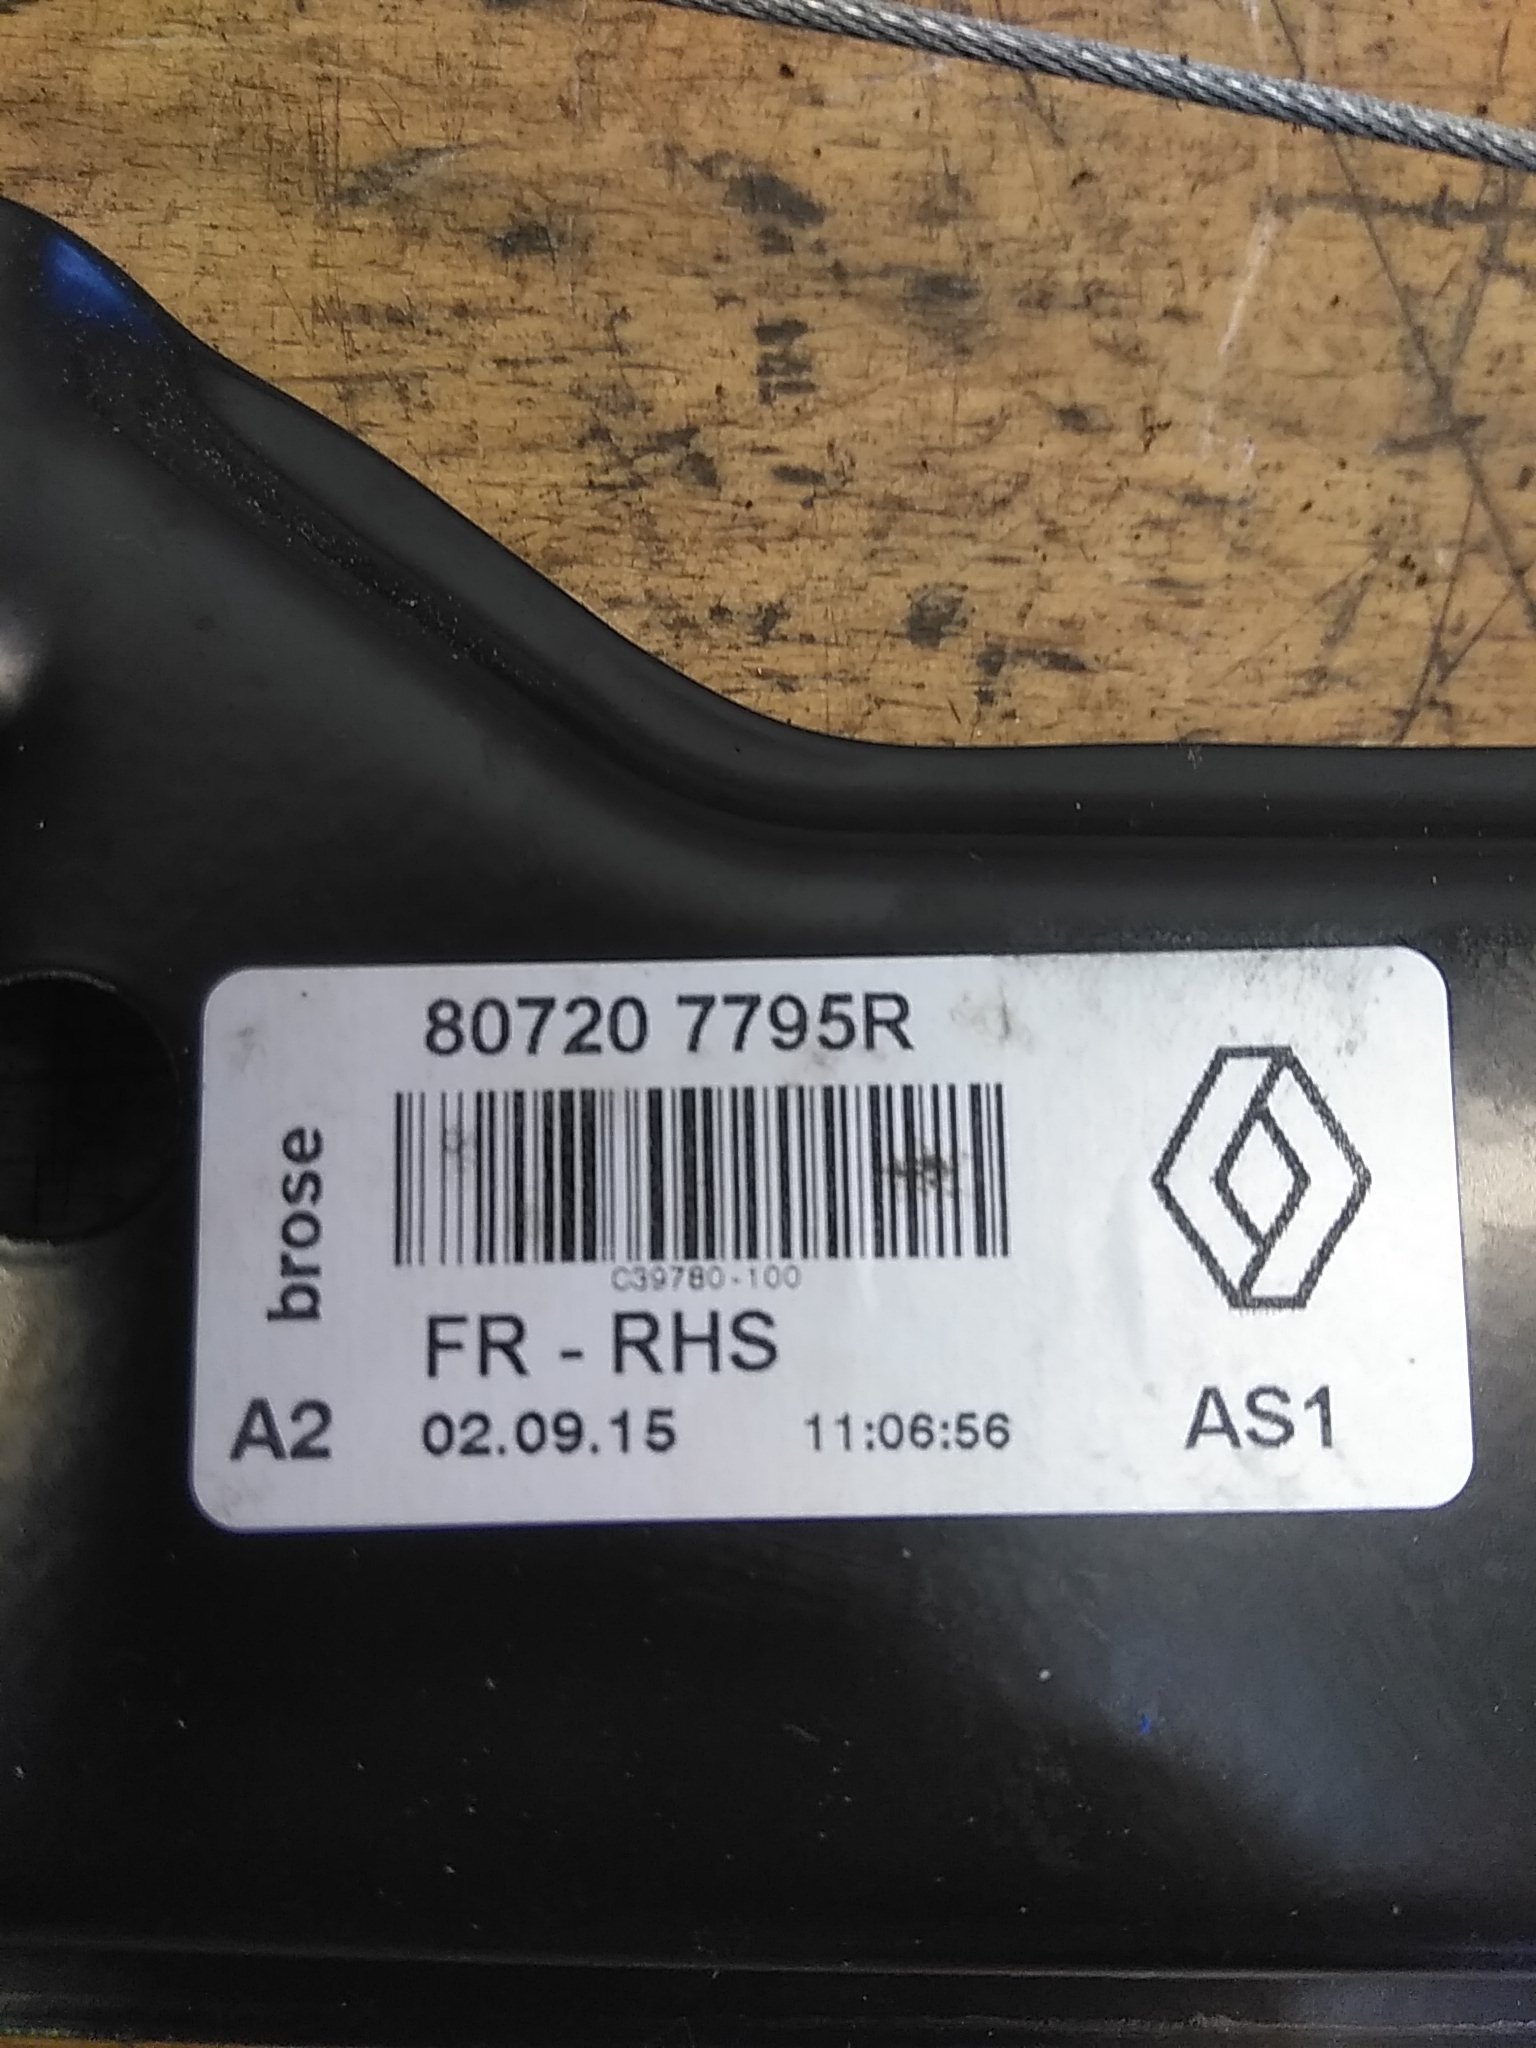 80720 7795R
brose
C39780-100
FR - RHS
A2 02.09.15 11:06:56 AS1